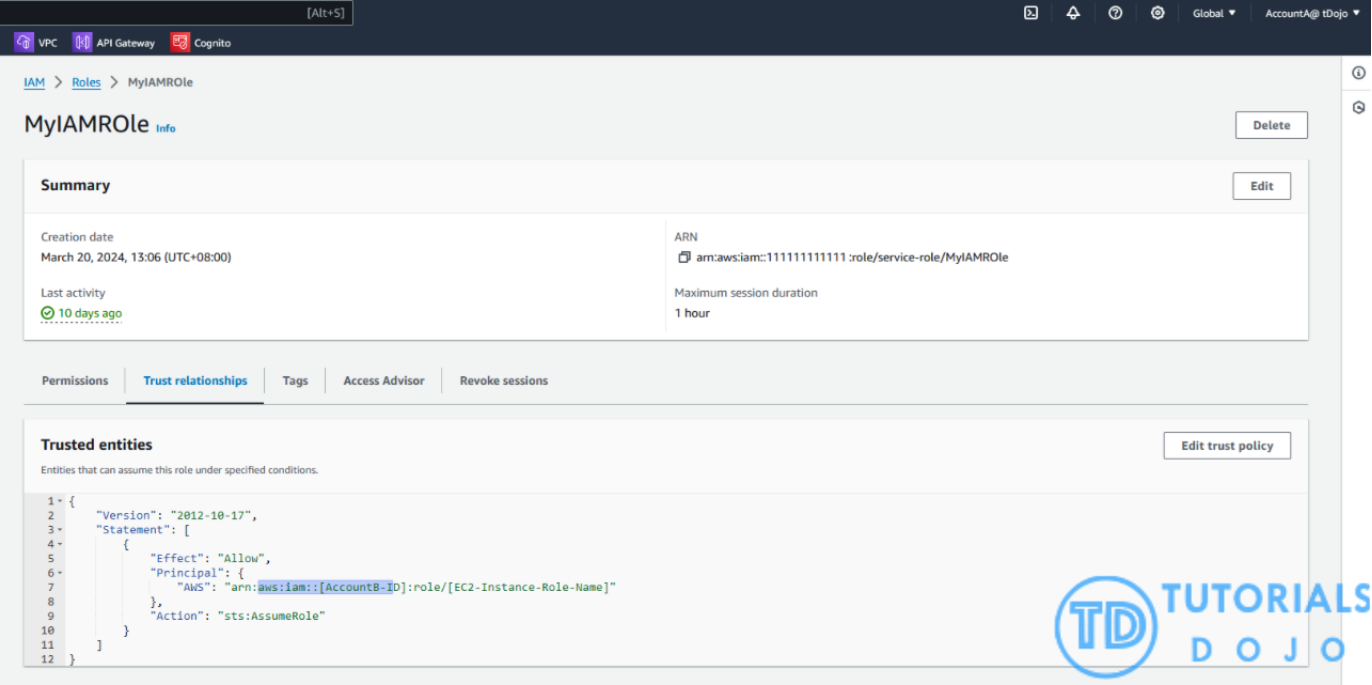 [Alt+S]
Global ▼ AccountA@ tDojo ▼
VPC API Gateway Cognito
IAM > Roles > MyIAMROle
MyIAMROle Info
Delete
Summary
Edit
Creation date
March 20, 2024, 13:06 (UTC+08:00)
ARN
arn:aws:iam::111111111111 :role/service-role/MyIAMROle
Last activity
10 days ago
Maximum session duration
1 hour
Permissions Trust relationships Tags Access Advisor Revoke sessions
Trusted entities
Edit trust policy
Entities that can assume this role under specified conditions.
1 {
2 "Version": "2012-10-17",
3 "Statement": [
4 {
5 "Effect": "Allow",
6 "Principal": {
7 "AWS": "arn:aws:iam::[AccountB-ID]:role/[EC2-Instance-Role-Name]"
8 },
9 "Action": "sts:AssumeRole"
10 }
11 ]
12 }
TD TUTORIALS
DOJO